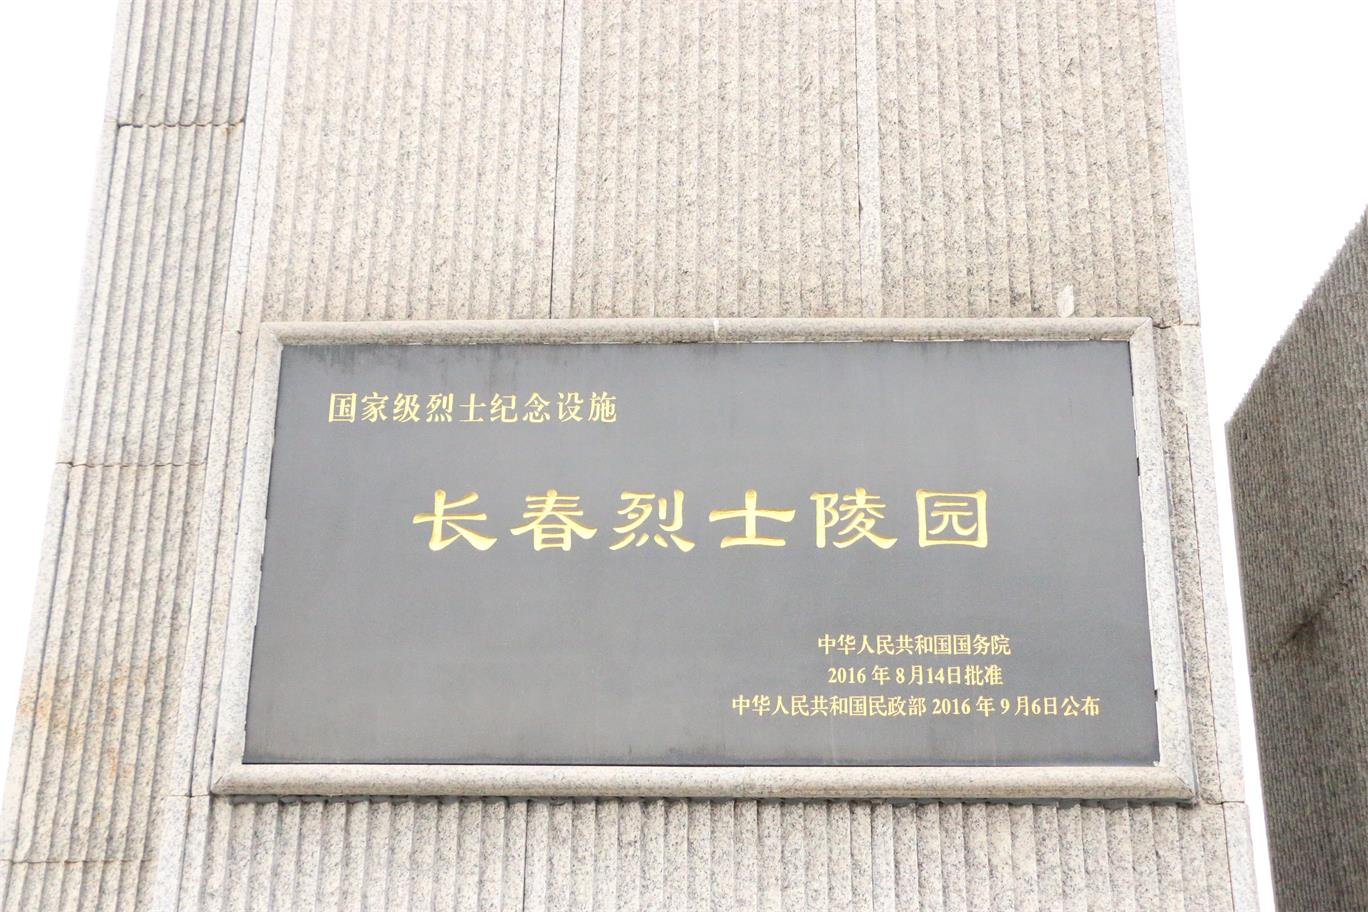 国家级烈士纪念设施
长春烈士陵园
中华人民共和国国务院
2016年8月14日批准
中华人民共和国民政部2016年9月6日公布